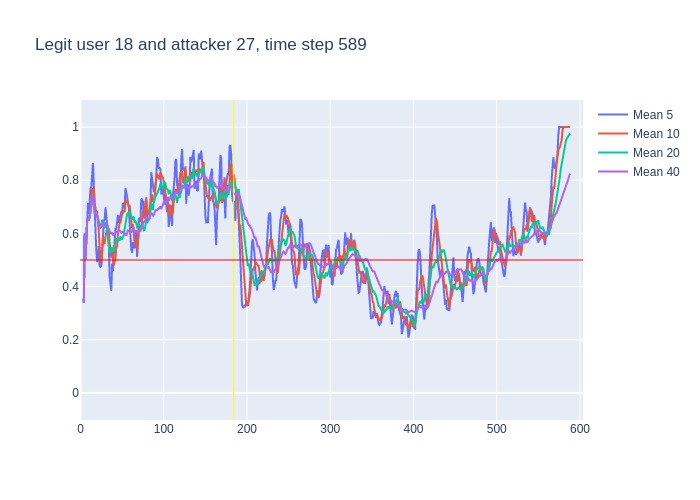 Legit user 18 and attacker 27, time step 589
Mean 5
Mean 10
Mean 20
Mean 40
1
0.8
0.6
0.4
0.2
0
0 100 200 300 400 500 600